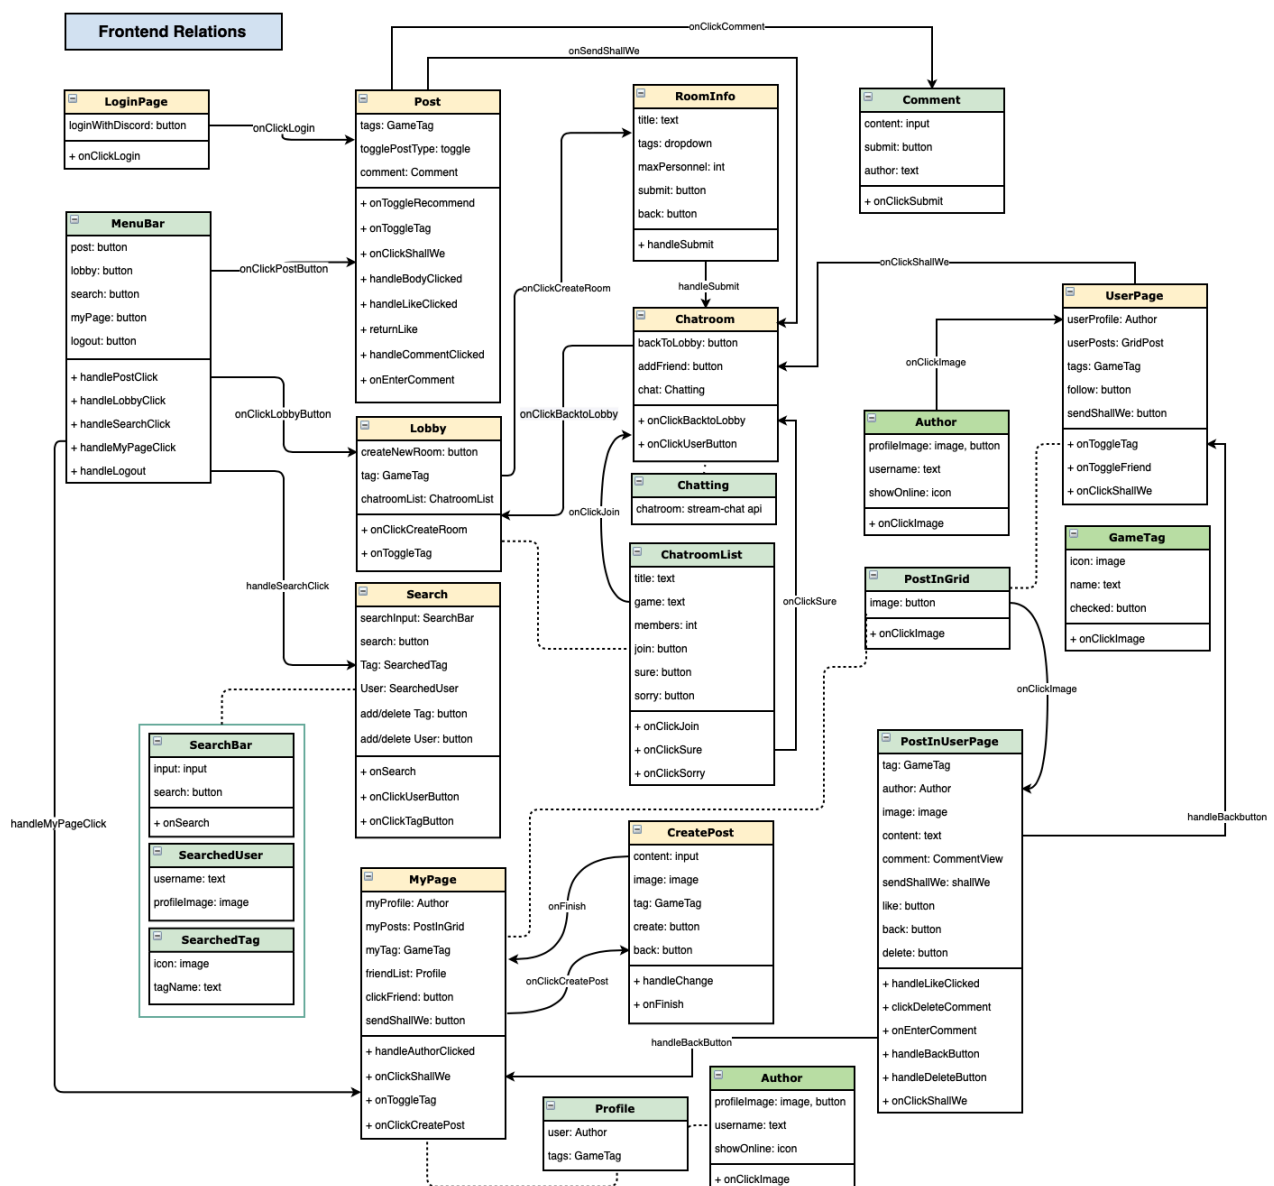 Frontend Relations
onClickComment
onSendShallWe
LoginPage
loginWithDiscord: button
+ onClickLogin
onClickLogin
Post
tags: GameTag
togglePostType: toggle
comment: Comment
+ onToggleRecommend
+ onToggleTag
+ onClickShallWe
+ handleBodyClicked
+ handleLikeClicked
+ returnLike
+ handleCommentClicked
+ onEnterComment
RoomInfo
title: text
tags: dropdown
maxPersonnel: int
submit: button
back: button
+ handleSubmit
Comment
content: input
submit: button
author: text
+ onClickSubmit
MenuBar
post: button
lobby: button
search: button
myPage: button
logout: button
+ handlePostClick
+ handleLobbyClick
+ handleSearchClick
+ handleMyPageClick
+ handleLogout
onClickPostButton
onClickCreateRoom
handleSubmit
onClickShallWe
Chatroom
backToLobby: button
addFriend: button
chat: Chatting
+ onClickBacktoLobby
+ onClickUserButton
UserPage
userProfile: Author
userPosts: GridPost
tags: GameTag
follow: button
sendShallWe: button
+ onToggleTag
+ onToggleFriend
+ onClickShallWe
onClickImage
onClickLobbyButton
onClickBacktoLobby
Lobby
createNewRoom: button
tag: GameTag
chatroomList: ChatroomList
+ onClickCreateRoom
+ onToggleTag
Author
profileImage: image, button
username: text
showOnline: icon
+ onClickImage
Chatting
chatroom: stream-chat api
onClickJoin
GameTag
icon: image
name: text
checked: button
+ onClickImage
ChatroomList
title: text
game: text
members: int
join: button
sure: button
sorry: button
+ onClickJoin
+ onClickSure
+ onClickSorry
onClickSure
PostInGrid
image: button
+ onClickImage
handleSearchClick
Search
searchInput: SearchBar
search: button
Tag: SearchedTag
User: SearchedUser
add/delete Tag: button
add/delete User: button
+ onSearch
+ onClickUserButton
+ onClickTagButton
onClickImage
SearchBar
input: input
search: button
+ onSearch
SearchedUser
username: text
profileImage: image
SearchedTag
icon: image
tagName: text
PostInUserPage
tag: GameTag
author: Author
image: image
content: text
comment: CommentView
sendShallWe: shallWe
like: button
back: button
delete: button
+ handleLikeClicked
+ clickDeleteComment
+ onEnterComment
+ handleBackButton
+ handleDeleteButton
+ onClickShallWe
handleMyPageClick
handleBackbutton
CreatePost
content: input
image: image
tag: GameTag
create: button
back: button
+ handleChange
+ onFinish
MyPage
myProfile: Author
myPosts: PostInGrid
myTag: GameTag
friendList: Profile
clickFriend: button
sendShallWe: button
+ handleAuthorClicked
+ onClickShallWe
+ onToggleTag
+ onClickCreatePost
onFinish
onClickCreatePost
handleBackButton
Profile
user: Author
tags: GameTag
Author
profileImage: image, button
username: text
showOnline: icon
+ onClickImage